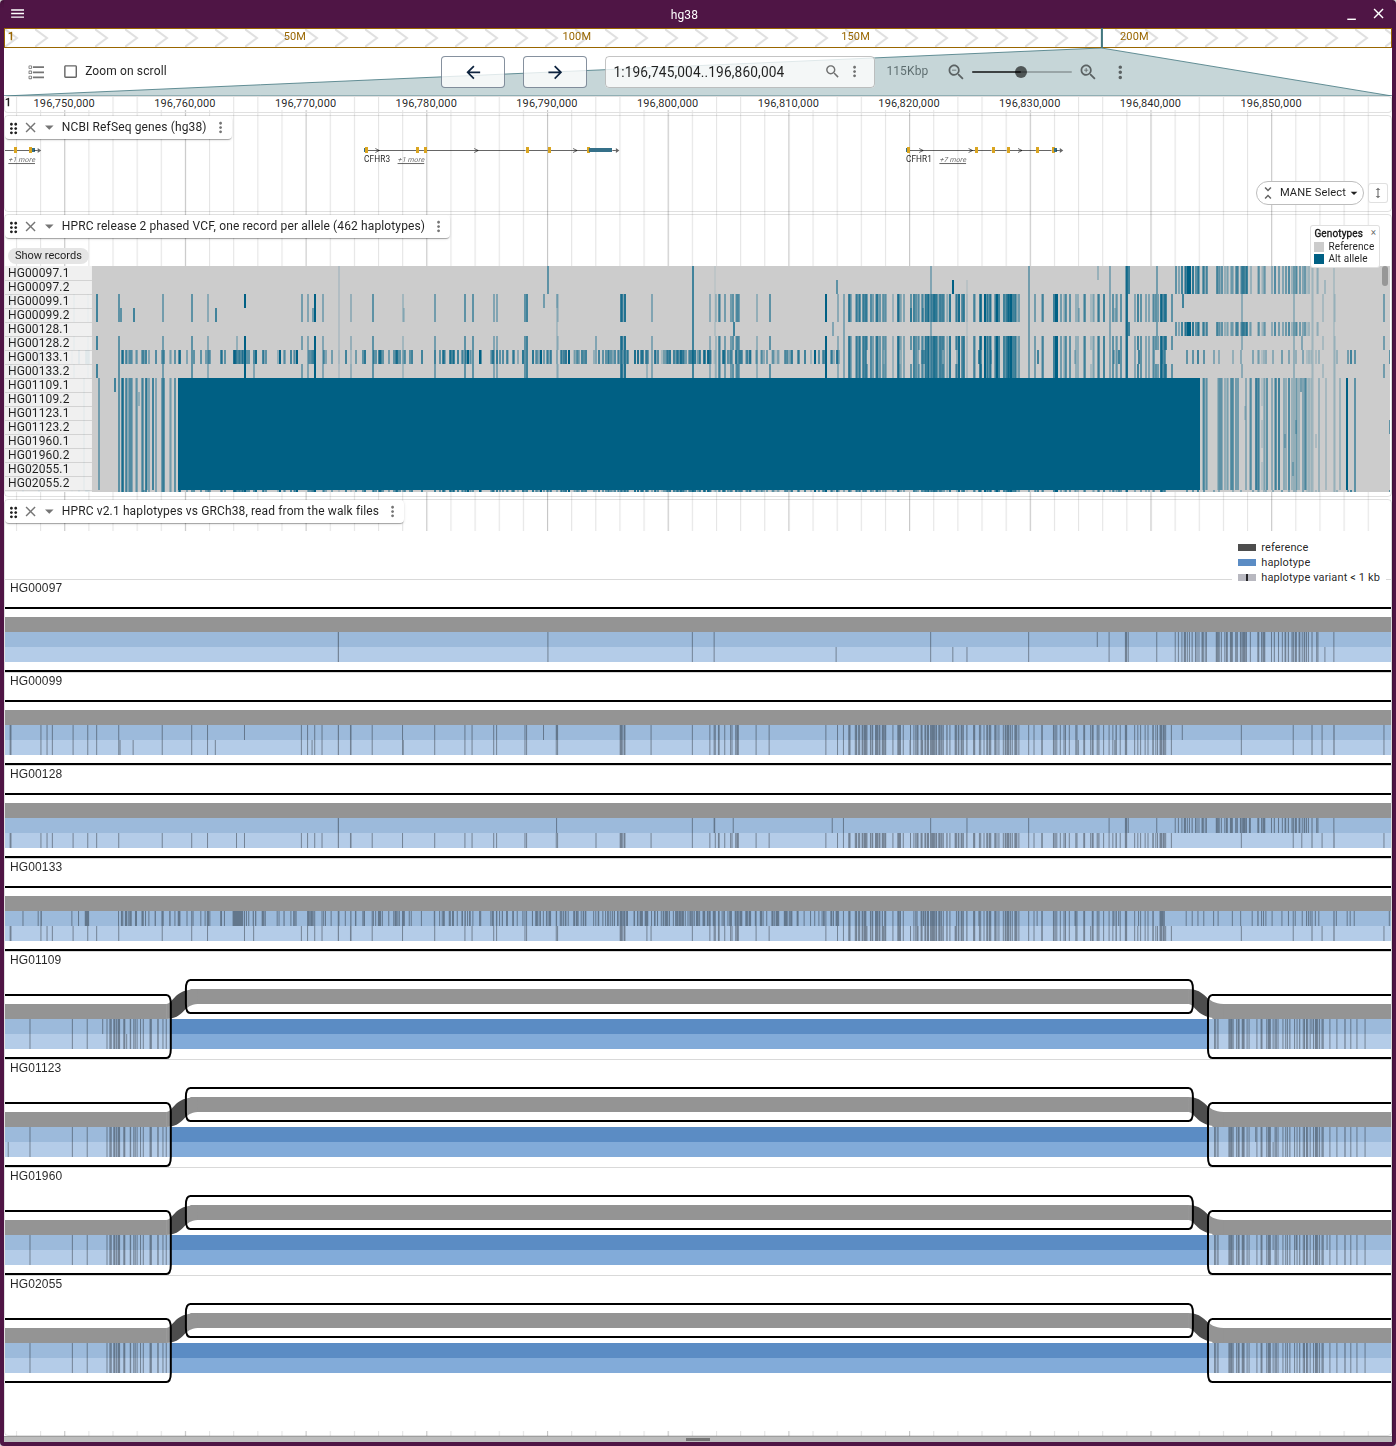 hg38
1 50M 100M 150M 200M
Zoom on scroll
1:196,745,004..196,860,004
115Kbp
1 196,750,000 196,760,000 196,770,000 196,780,000 196,790,000 196,800,000 196,810,000 196,820,000 196,830,000 196,840,000 196,850,000
NCBI RefSeq genes (hg38)
+1 more CFHR3 +1 more CFHR1 +7 more
MANE Select
HPRC release 2 phased VCF, one record per allele (462 haplotypes)
Genotypes ×
Reference
Alt allele
Show records
HG00097.1
HG00097.2
HG00099.1
HG00099.2
HG00128.1
HG00128.2
HG00133.1
HG00133.2
HG01109.1
HG01109.2
HG01123.1
HG01123.2
HG01960.1
HG01960.2
HG02055.1
HG02055.2
HPRC v2.1 haplotypes vs GRCh38, read from the walk files
reference
haplotype
haplotype variant < 1 kb
HG00097
HG00099
HG00128
HG00133
HG01109
HG01123
HG01960
HG02055